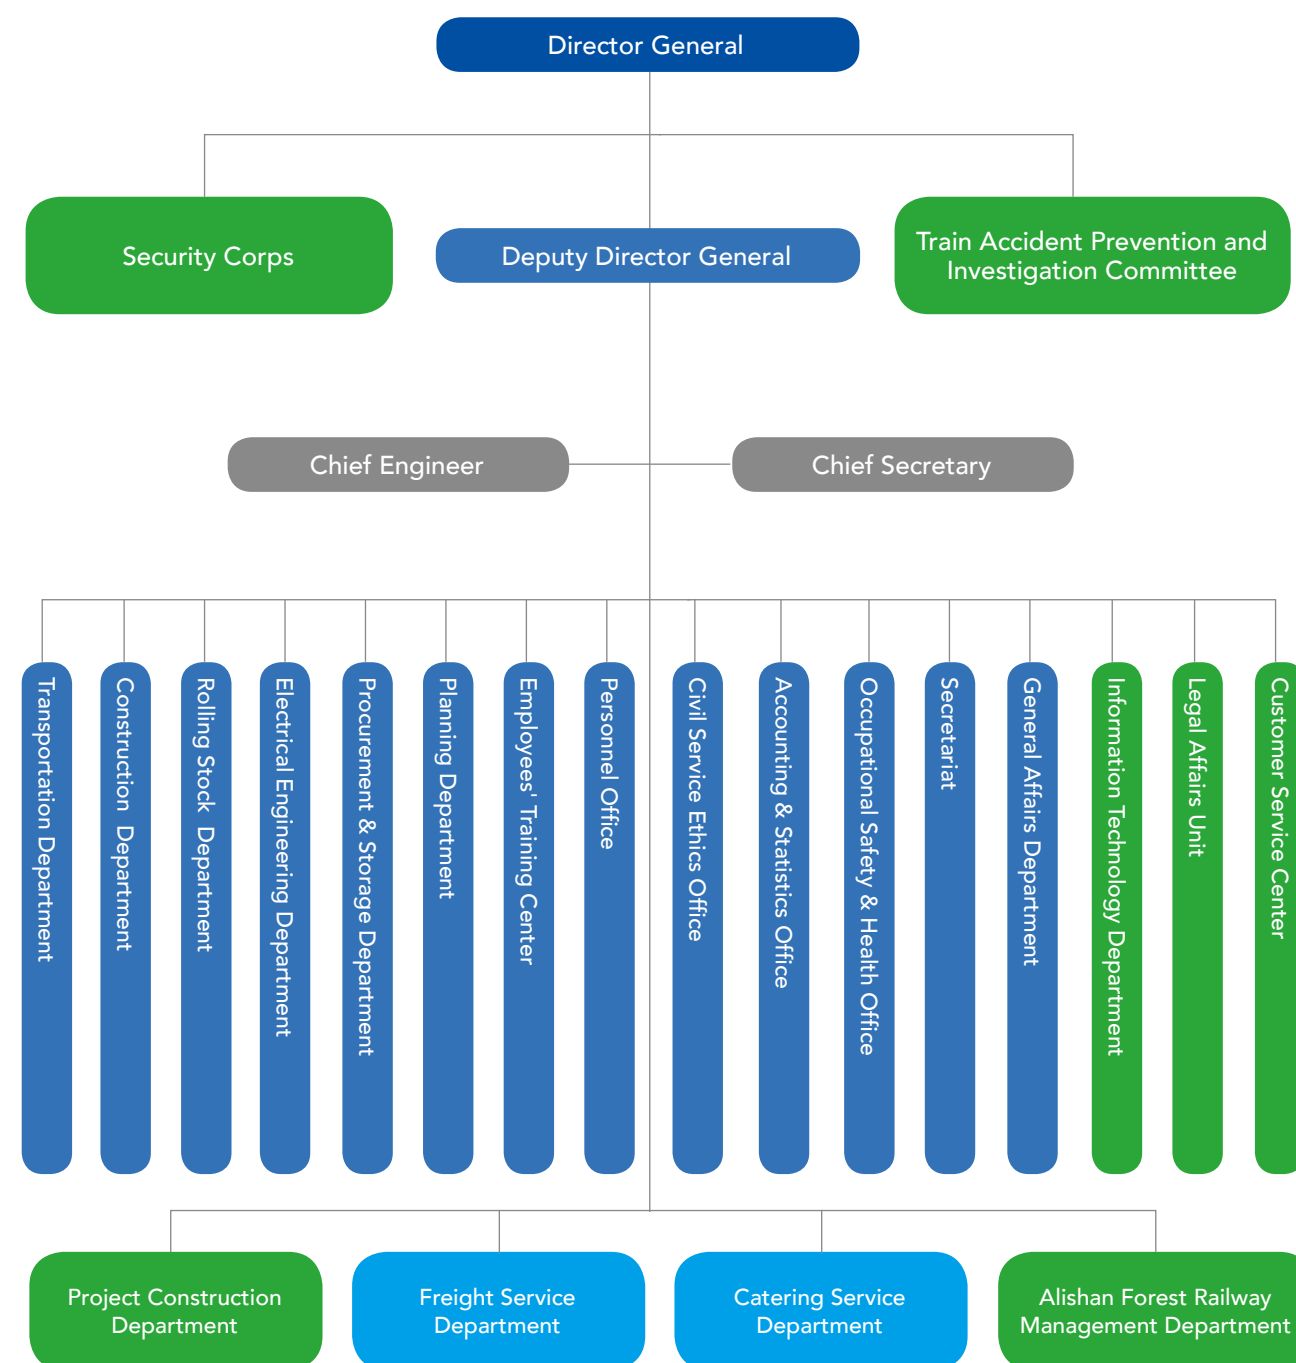 Director General
Security Corps
Deputy Director General
Train Accident Prevention and
Investigation Committee
Chief Engineer
Chief Secretary
Transportation Department
Construction Department
Rolling Stock Department
Electrical Engineering Department
Procurement & Storage Department
Planning Department
Employees' Training Center
Personnel Office
Civil Service Ethics Office
Accounting & Statistics Office
Occupational Safety & Health Office
Secretariat
General Affairs Department
Information Technology Department
Legal Affairs Unit
Customer Service Center
Project Construction
Department
Freight Service
Department
Catering Service
Department
Alishan Forest Railway
Management Department